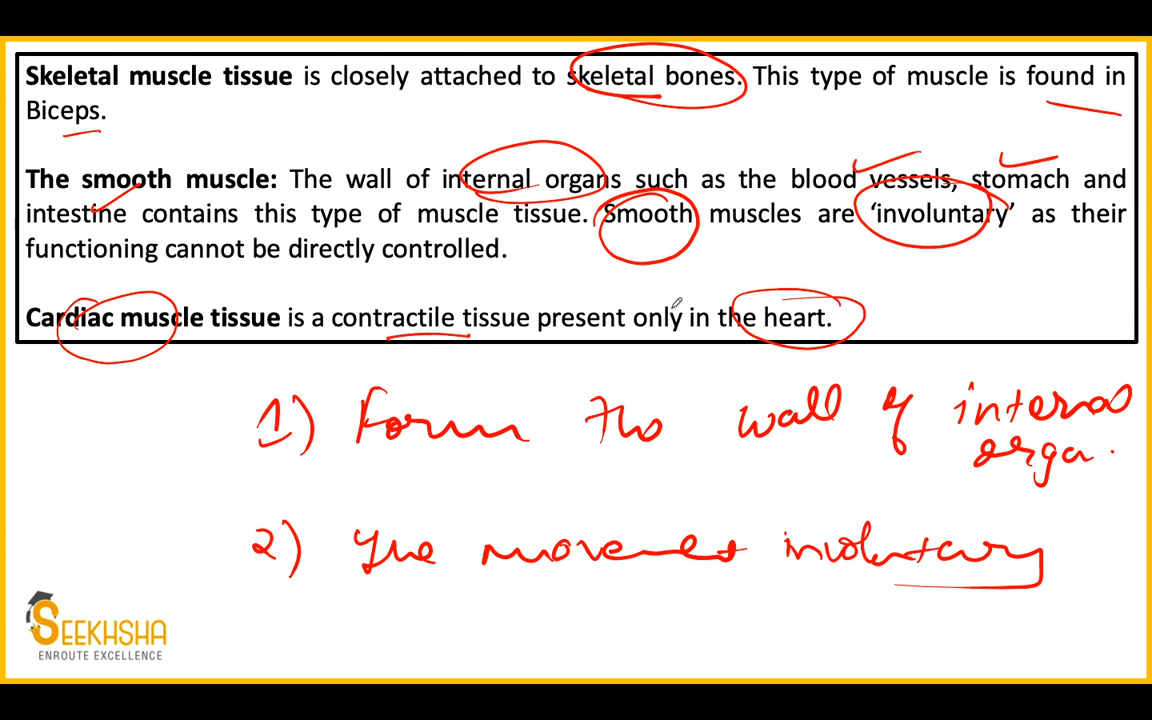 Skeletal muscle tissue is closely attached to skeletal bones. This type of muscle is found in
Biceps.
The smooth muscle: The wall of internal organs such as the blood vessels, stomach and
intestine contains this type of muscle tissue. Smooth muscles are ‘involuntary’ as their
functioning cannot be directly controlled.
Cardiac muscle tissue is a contractile tissue present only in the heart.
1) Form the wall of internal
orga.
2) The movement involuntary
SEEKHSHA
ENROUTE EXCELLENCE